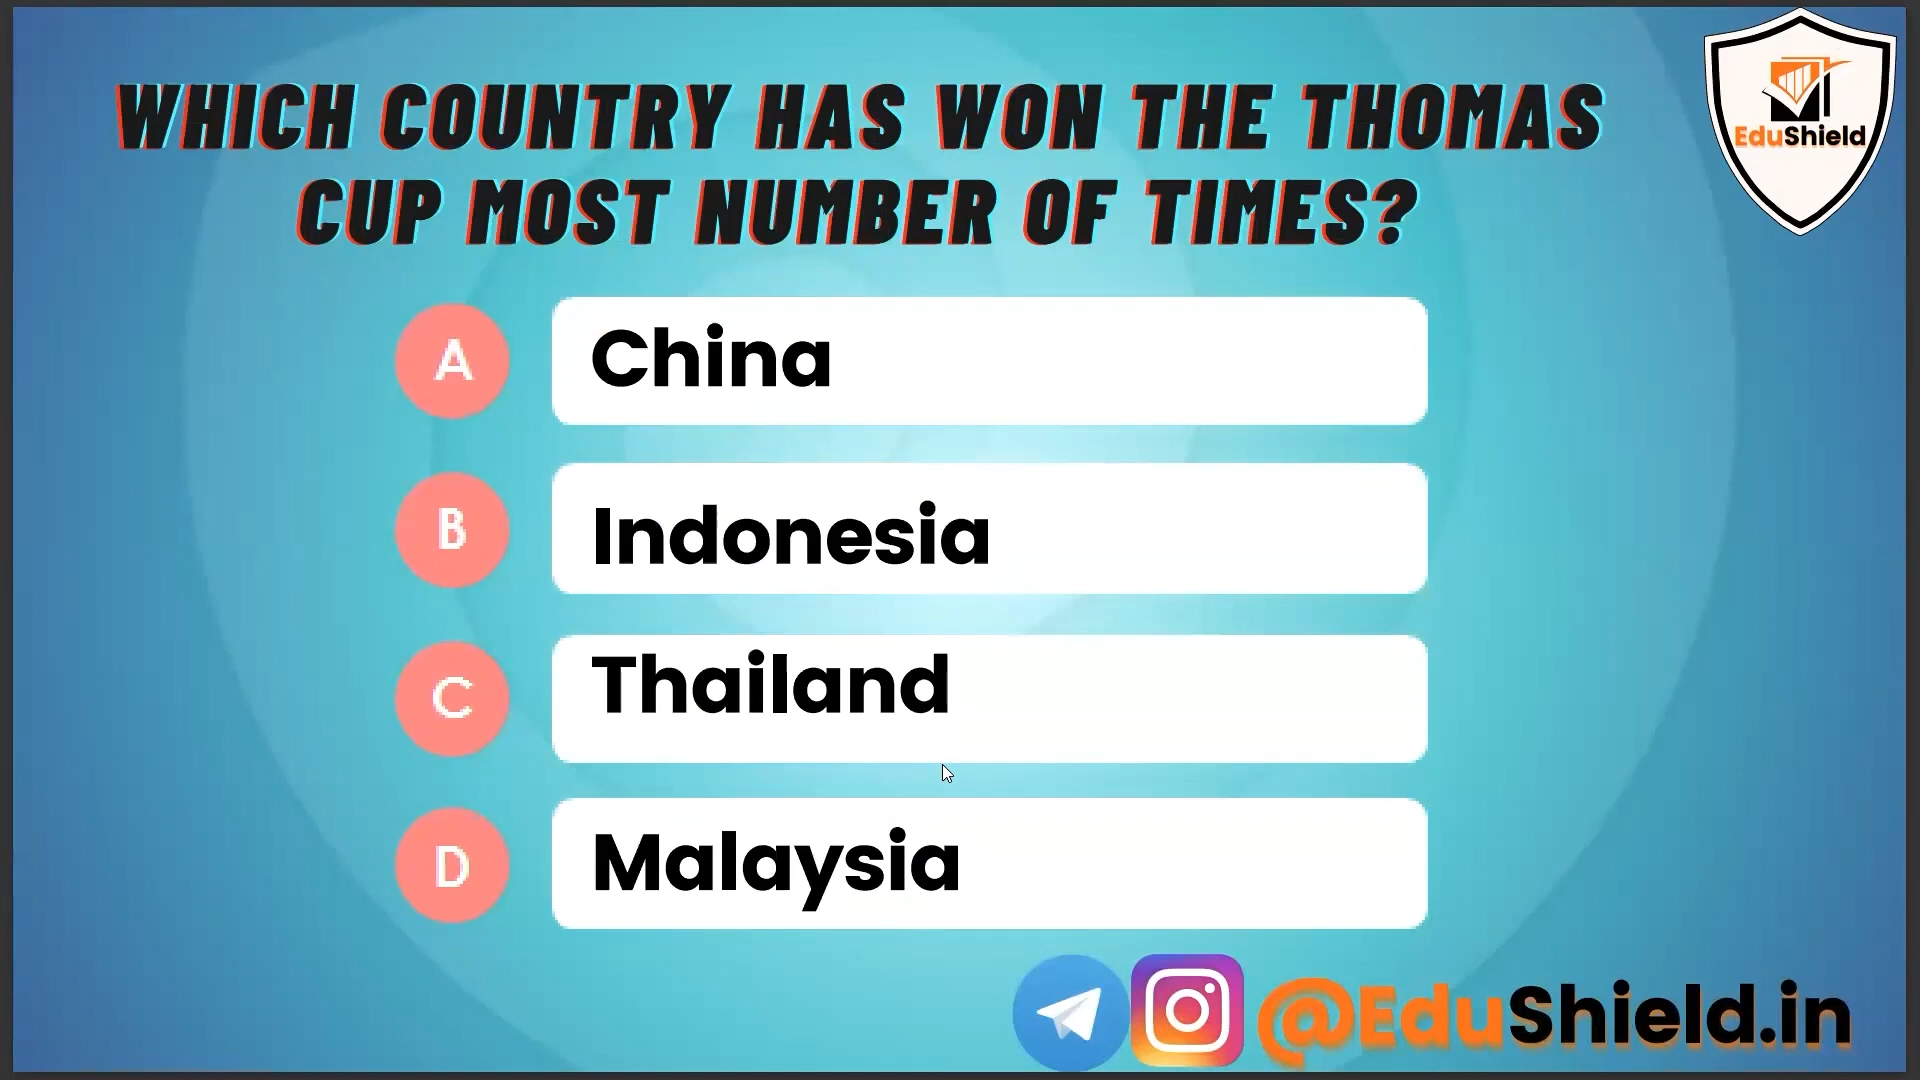 WHICH COUNTRY HAS WON THE THOMAS
CUP MOST NUMBER OF TIMES?
EduShield
A
China
B
Indonesia
C
Thailand
D
Malaysia
@EduShield.in